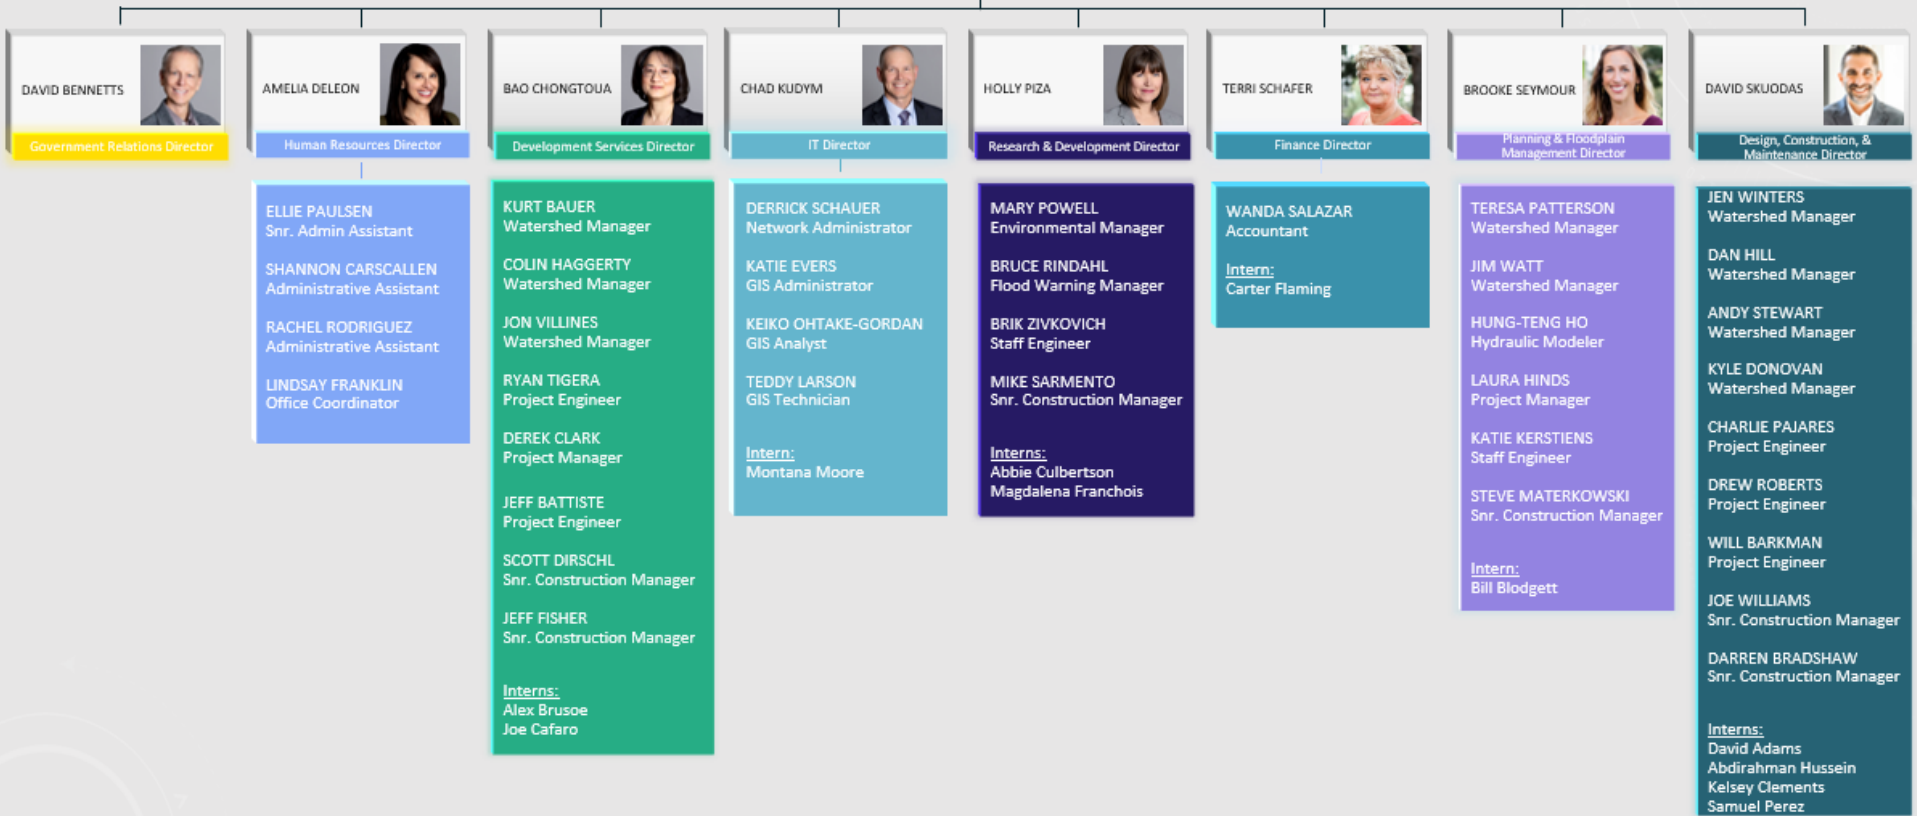 DAVID BENNETTS
Government Relations Director
AMELIA DELEON
Human Resources Director
ELLIE PAULSEN
Snr. Admin Assistant
SHANNON CARSCALLEN
Administrative Assistant
RACHEL RODRIGUEZ
Administrative Assistant
LINDSAY FRANKLIN
Office Coordinator
BAO CHONGTOUA
Development Services Director
KURT BAUER
Watershed Manager
COLIN HAGGERTY
Watershed Manager
JON VILLINES
Watershed Manager
RYAN TIGERA
Project Engineer
DEREK CLARK
Project Manager
JEFF BATTISTE
Project Engineer
SCOTT DIRSCHL
Snr. Construction Manager
JEFF FISHER
Snr. Construction Manager
Interns:
Alex Brusoe
Joe Cafaro
CHAD KUDYM
IT Director
DERRICK SCHAUER
Network Administrator
KATIE EVERS
GIS Administrator
KEIKO OHTAKE-GORDAN
GIS Analyst
TEDDY LARSON
GIS Technician
Intern:
Montana Moore
HOLLY PIZA
Research & Development Director
MARY POWELL
Environmental Manager
BRUCE RINDAHL
Flood Warning Manager
BRIK ZIVKOVICH
Staff Engineer
MIKE SARMENTO
Snr. Construction Manager
Interns:
Abbie Culbertson
Magdalena Franchois
TERRI SCHAFER
Finance Director
WANDA SALAZAR
Accountant
Intern:
Carter Flaming
BROOKE SEYMOUR
Planning & Floodplain
Management Director
TERESA PATTERSON
Watershed Manager
JIM WATT
Watershed Manager
HUNG-TENG HO
Hydraulic Modeler
LAURA HINDS
Project Manager
KATIE KERSTIENS
Staff Engineer
STEVE MATERKOWSKI
Snr. Construction Manager
Intern:
Bill Blodgett
DAVID SKUODAS
Design, Construction, &
Maintenance Director
JEN WINTERS
Watershed Manager
DAN HILL
Watershed Manager
ANDY STEWART
Watershed Manager
KYLE DONOVAN
Watershed Manager
CHARLIE PAJARES
Project Engineer
DREW ROBERTS
Project Engineer
WILL BARKMAN
Project Engineer
JOE WILLIAMS
Snr. Construction Manager
DARREN BRADSHAW
Snr. Construction Manager
Interns:
David Adams
Abdirahman Hussein
Kelsey Clements
Samuel Perez